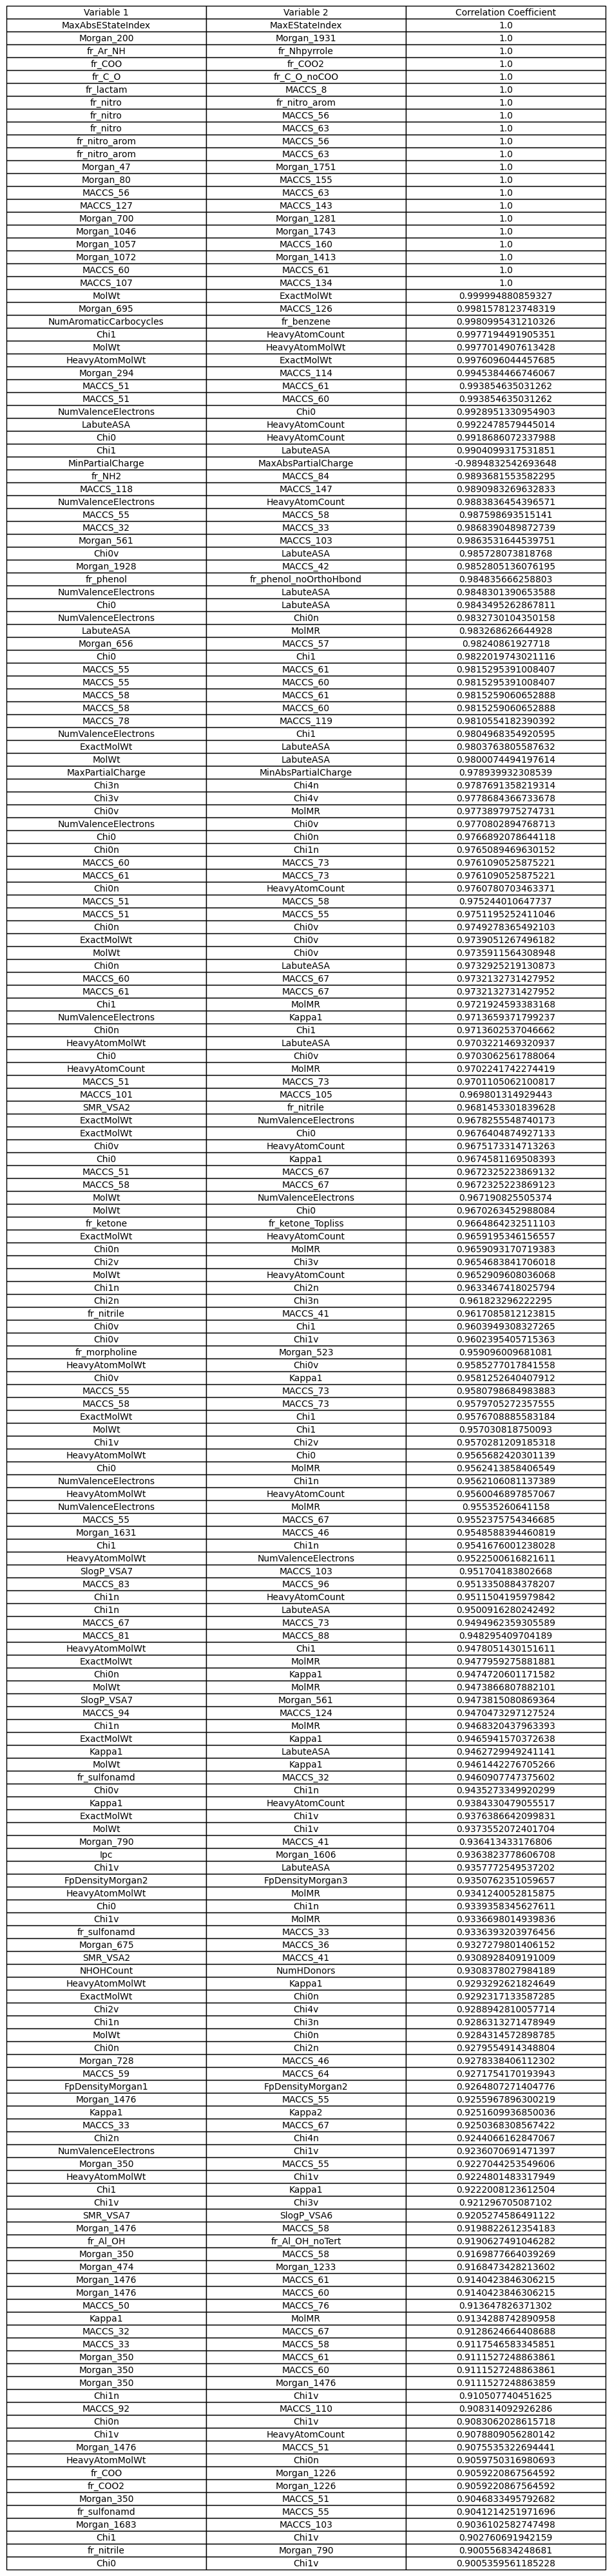 Variable 1 Variable 2 Correlation Coefficient
MaxAbsEStateIndex MaxEStateIndex 1.0
Morgan_200 Morgan_1931 1.0
fr_Ar_NH fr_Nhpyrrole 1.0
fr_COO fr_COO2 1.0
fr_C_O fr_C_O_noCOO 1.0
fr_lactam MACCS_8 1.0
fr_nitro fr_nitro_arom 1.0
fr_nitro MACCS_56 1.0
fr_nitro MACCS_63 1.0
fr_nitro_arom MACCS_56 1.0
fr_nitro_arom MACCS_63 1.0
Morgan_47 Morgan_1751 1.0
Morgan_80 MACCS_155 1.0
MACCS_56 MACCS_63 1.0
MACCS_127 MACCS_143 1.0
Morgan_700 Morgan_1281 1.0
Morgan_1046 Morgan_1743 1.0
Morgan_1057 MACCS_160 1.0
Morgan_1072 Morgan_1413 1.0
MACCS_60 MACCS_61 1.0
MACCS_107 MACCS_134 1.0
MolWt ExactMolWt 0.999994880859327
Morgan_695 MACCS_126 0.9981578123748319
NumAromaticCarbocycles fr_benzene 0.9980995431210326
Chi1 HeavyAtomCount 0.9977194491905351
MolWt HeavyAtomMolWt 0.9977014907613428
HeavyAtomMolWt ExactMolWt 0.9976096044457685
Morgan_294 MACCS_114 0.9945384466746067
MACCS_51 MACCS_61 0.993854635031262
MACCS_51 MACCS_60 0.993854635031262
NumValenceElectrons Chi0 0.9928951330954903
LabuteASA HeavyAtomCount 0.9922478579445014
Chi0 HeavyAtomCount 0.9918686072337988
Chi1 LabuteASA 0.9904099317531851
MinPartialCharge MaxAbsPartialCharge -0.9894832542693648
fr_NH2 MACCS_84 0.9893681553582295
MACCS_118 MACCS_147 0.9890983269632833
NumValenceElectrons HeavyAtomCount 0.9883836454396571
MACCS_55 MACCS_58 0.987598693515141
MACCS_32 MACCS_33 0.9868390489872739
Morgan_561 MACCS_103 0.9863531644539751
Chi0v LabuteASA 0.985728073818768
Morgan_1928 MACCS_42 0.9852805136076195
fr_phenol fr_phenol_noOrthoHbond 0.984835666258803
NumValenceElectrons LabuteASA 0.9848301390653588
Chi0 LabuteASA 0.9843495262867811
NumValenceElectrons Chi0n 0.9832730104350158
LabuteASA MolMR 0.983268626644928
Morgan_656 MACCS_57 0.98240861927718
Chi0 Chi1 0.9822019743021116
MACCS_55 MACCS_61 0.9815295391008407
MACCS_55 MACCS_60 0.9815295391008407
MACCS_58 MACCS_61 0.9815259060652888
MACCS_58 MACCS_60 0.9815259060652888
MACCS_78 MACCS_119 0.9810554182390392
NumValenceElectrons Chi1 0.9804968354920595
ExactMolWt LabuteASA 0.9803763805587632
MolWt LabuteASA 0.9800074494197614
MaxPartialCharge MinAbsPartialCharge 0.978939932308539
Chi3n Chi4n 0.9787691358219314
Chi3v Chi4v 0.9778684366733678
Chi0v MolMR 0.9773897975274731
NumValenceElectrons Chi0v 0.9770802894768713
Chi0 Chi0n 0.9766892078644118
Chi0n Chi1n 0.9765089469630152
MACCS_60 MACCS_73 0.9761090525875221
MACCS_61 MACCS_73 0.9761090525875221
Chi0n HeavyAtomCount 0.9760780703463371
MACCS_51 MACCS_58 0.975244010647737
MACCS_51 MACCS_55 0.9751195252411046
Chi0n Chi0v 0.9749278365492103
ExactMolWt Chi0v 0.9739051267496182
MolWt Chi0v 0.9735911564308948
Chi0n LabuteASA 0.9732925219130873
MACCS_60 MACCS_67 0.9732132731427952
MACCS_61 MACCS_67 0.9732132731427952
Chi1 MolMR 0.9721924593383168
NumValenceElectrons Kappa1 0.9713659371799237
Chi0n Chi1 0.9713602537046662
HeavyAtomMolWt LabuteASA 0.9703221469320937
Chi0 Chi0v 0.9703062561788064
HeavyAtomCount MolMR 0.9702241742274419
MACCS_51 MACCS_73 0.9701105062100817
MACCS_101 MACCS_105 0.969801314929443
SMR_VSA2 fr_nitrile 0.9681453301839628
ExactMolWt NumValenceElectrons 0.9678255548740173
ExactMolWt Chi0 0.9676404874927133
Chi0v HeavyAtomCount 0.9675173314713263
Chi0 Kappa1 0.9674581169508393
MACCS_51 MACCS_67 0.9672325223869132
MACCS_58 MACCS_67 0.9672325223869123
MolWt NumValenceElectrons 0.967190825505374
MolWt Chi0 0.9670263452988084
fr_ketone fr_ketone_Topliss 0.9664864232511103
ExactMolWt HeavyAtomCount 0.9659195346156557
Chi0n MolMR 0.9659093170719383
Chi2v Chi3v 0.9654683841706018
MolWt HeavyAtomCount 0.9652909608036068
Chi1n Chi2n 0.9633467418025794
Chi2n Chi3n 0.961823296222295
fr_nitrile MACCS_41 0.9617085812123815
Chi0v Chi1 0.9603949308327265
Chi0v Chi1v 0.9602395405715363
fr_morpholine Morgan_523 0.959096009681081
HeavyAtomMolWt Chi0v 0.9585277017841558
Chi0v Kappa1 0.9581252640407912
MACCS_55 MACCS_73 0.9580798684983883
MACCS_58 MACCS_73 0.9579705272357555
ExactMolWt Chi1 0.9576708885583184
MolWt Chi1 0.957030818750093
Chi1v Chi2v 0.9570281209185318
HeavyAtomMolWt Chi0 0.9565682420301139
Chi0 MolMR 0.9562413858406549
NumValenceElectrons Chi1n 0.9562106081137389
HeavyAtomMolWt HeavyAtomCount 0.9560046897857067
NumValenceElectrons MolMR 0.95535260641158
MACCS_55 MACCS_67 0.9552375754346685
Morgan_1631 MACCS_46 0.9548588394460819
Chi1 Chi1n 0.9541676001238028
HeavyAtomMolWt NumValenceElectrons 0.9522500616821611
SlogP_VSA7 MACCS_103 0.951704183802668
MACCS_83 MACCS_96 0.9513350884378207
Chi1n HeavyAtomCount 0.9511504195979842
Chi1n LabuteASA 0.9500916280242492
MACCS_67 MACCS_73 0.9494962359305589
MACCS_81 MACCS_88 0.948295409704189
HeavyAtomMolWt Chi1 0.9478051430151611
ExactMolWt MolMR 0.9477959275881881
Chi0n Kappa1 0.9474720601171582
MolWt MolMR 0.9473866807882101
SlogP_VSA7 Morgan_561 0.9473815080869364
MACCS_94 MACCS_124 0.9470473297127524
Chi1n MolMR 0.9468320437963393
ExactMolWt Kappa1 0.9465941570372638
Kappa1 LabuteASA 0.9462729949241141
MolWt Kappa1 0.9461442276705266
fr_sulfonamd MACCS_32 0.9460907747375602
Chi0v Chi1n 0.9435273349920299
Kappa1 HeavyAtomCount 0.9384330479055517
ExactMolWt Chi1v 0.9376386642099831
MolWt Chi1v 0.9373552072401704
Morgan_790 MACCS_41 0.936413433176806
Ipc Morgan_1606 0.9363823778606708
Chi1v LabuteASA 0.9357772549537202
FpDensityMorgan2 FpDensityMorgan3 0.9350762351059657
HeavyAtomMolWt MolMR 0.9341240052815875
Chi0 Chi1n 0.9339358345627611
Chi1v MolMR 0.9336698014939836
fr_sulfonamd MACCS_33 0.9336393203976456
Morgan_675 MACCS_36 0.9327279801406152
SMR_VSA2 MACCS_41 0.9308928409191009
NHOHCount NumHDonors 0.9308378027984189
HeavyAtomMolWt Kappa1 0.9293292621824649
ExactMolWt Chi0n 0.9292317133587285
Chi2v Chi4v 0.9288942810057714
Chi1n Chi3n 0.9286313271478949
MolWt Chi0n 0.9284314572898785
Chi0n Chi2n 0.9279554914348804
Morgan_728 MACCS_46 0.9278338406112302
MACCS_59 MACCS_64 0.9271754170193943
FpDensityMorgan1 FpDensityMorgan2 0.9264807271404776
Morgan_1476 MACCS_55 0.9255967896300219
Kappa1 Kappa2 0.9251609936850036
MACCS_33 MACCS_67 0.9250368308567422
Chi2n Chi4n 0.9244066162847067
NumValenceElectrons Chi1v 0.9236070691471397
Morgan_350 MACCS_55 0.9227044253549606
HeavyAtomMolWt Chi1v 0.9224801483317949
Chi1 Kappa1 0.9222008123612504
Chi1v Chi3v 0.921296705087102
SMR_VSA7 SlogP_VSA6 0.9205274586491122
Morgan_1476 MACCS_58 0.9198822612354183
fr_Al_OH fr_Al_OH_noTert 0.9190627491046282
Morgan_350 MACCS_58 0.9169877664039269
Morgan_474 Morgan_1233 0.9168473428213602
Morgan_1476 MACCS_61 0.9140423846306215
Morgan_1476 MACCS_60 0.9140423846306215
MACCS_50 MACCS_76 0.913647826371302
Kappa1 MolMR 0.9134288742890958
MACCS_32 MACCS_67 0.9128624664408688
MACCS_33 MACCS_58 0.9117546583345851
Morgan_350 MACCS_61 0.9111527248863861
Morgan_350 MACCS_60 0.9111527248863861
Morgan_350 Morgan_1476 0.9111527248863859
Chi1n Chi1v 0.910507740451625
MACCS_92 MACCS_110 0.908314092926286
Chi0n Chi1v 0.9083062028615718
Chi1v HeavyAtomCount 0.9078809056280142
Morgan_1476 MACCS_51 0.9075535322694441
HeavyAtomMolWt Chi0n 0.9059750316980693
fr_COO Morgan_1226 0.9059220867564592
fr_COO2 Morgan_1226 0.9059220867564592
Morgan_350 MACCS_51 0.9046833495792682
fr_sulfonamd MACCS_55 0.9041214251971696
Morgan_1683 MACCS_103 0.9036102582747498
Chi1 Chi1v 0.902760691942159
fr_nitrile Morgan_790 0.900556834248681
Chi0 Chi1v 0.9005359561185228